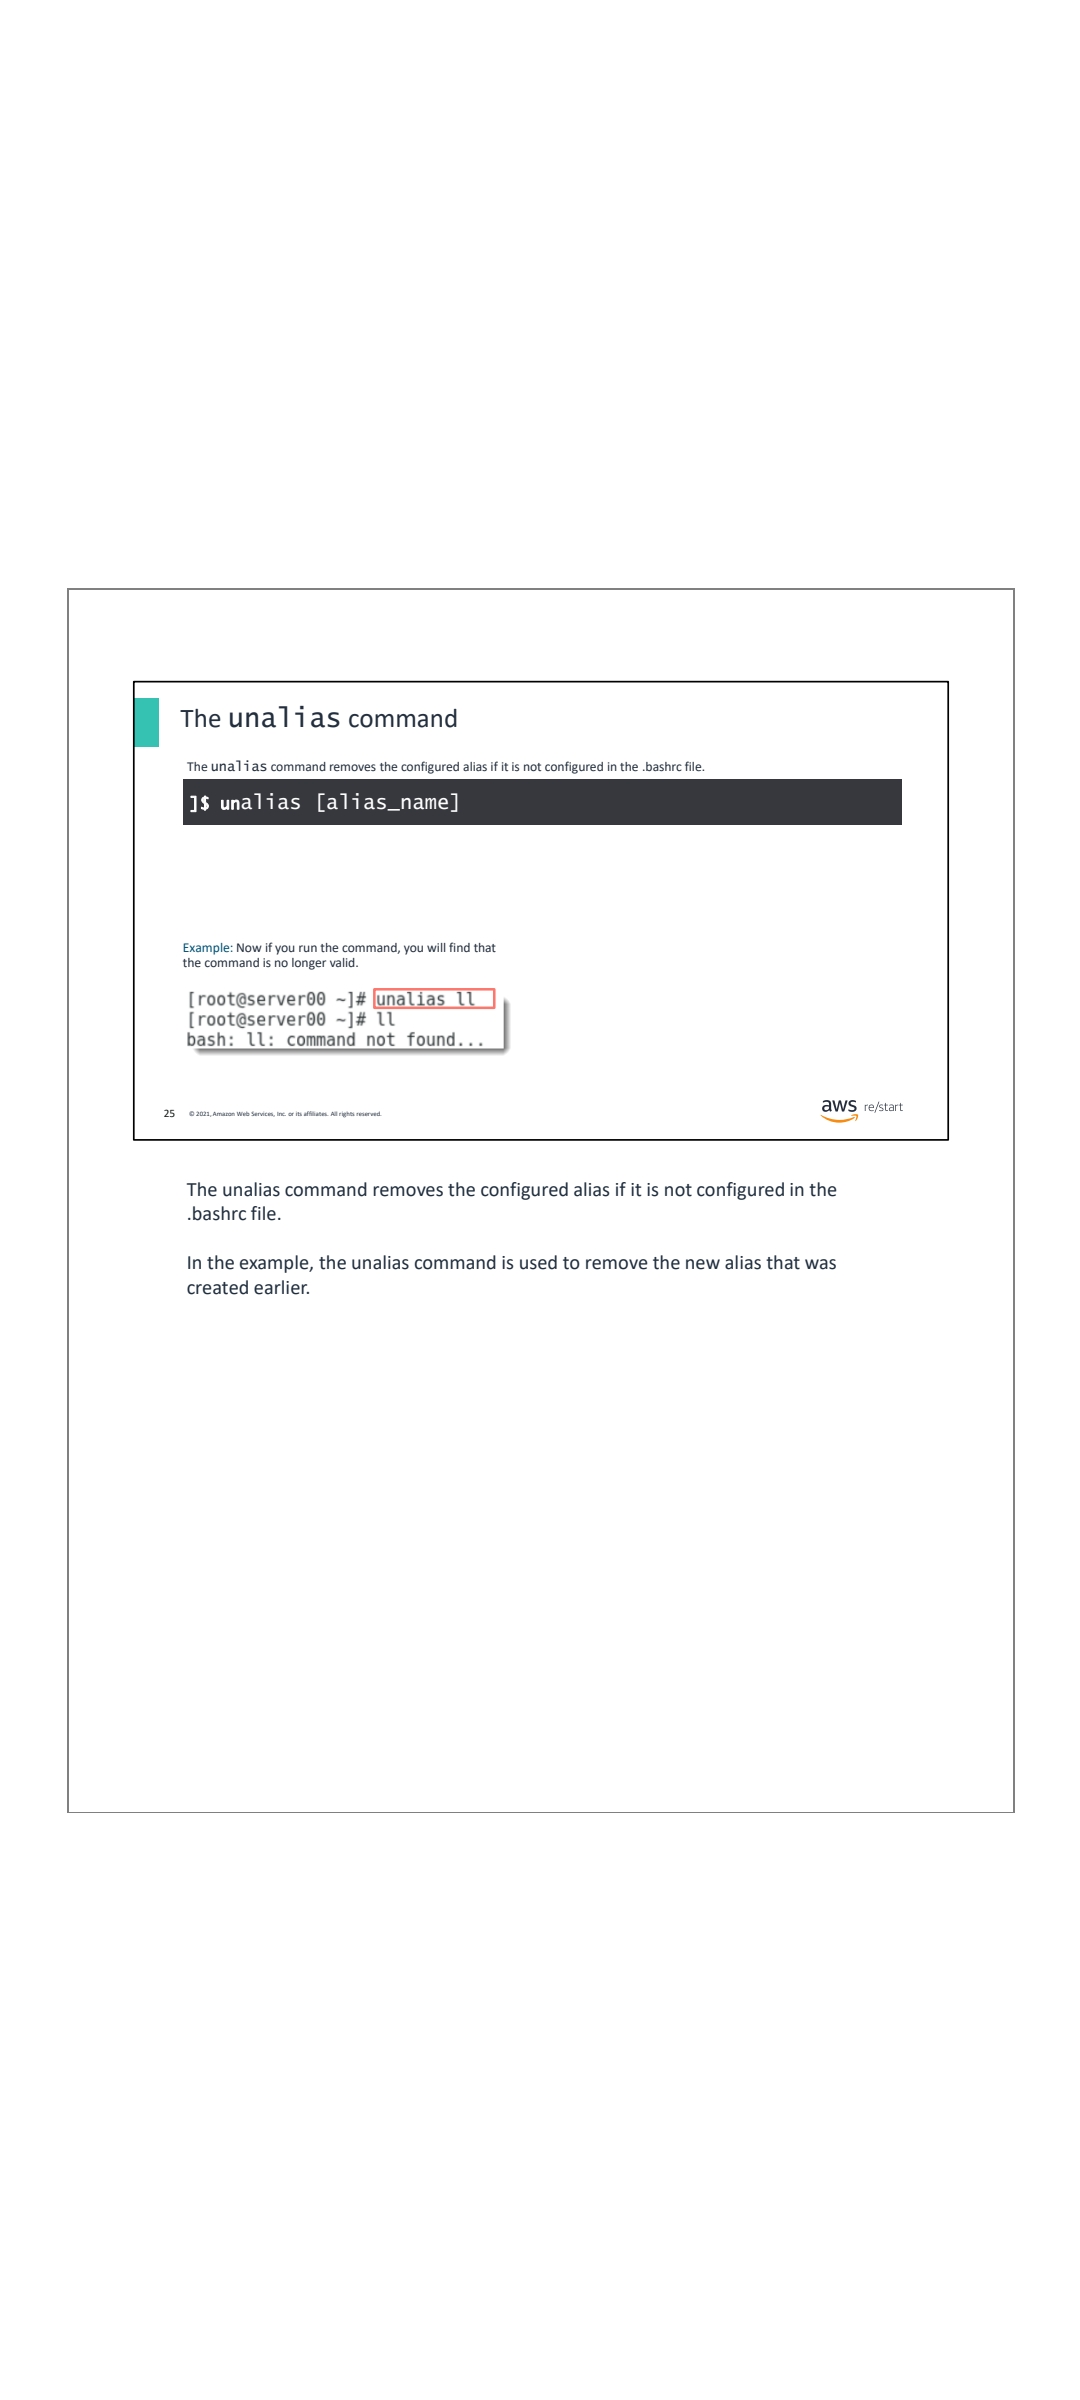 The unalias command
The unalias command removes the configured alias if it is not configured in the .bashrc file.
]$ unalias [alias_name]
Example: Now if you run the command, you will find that
the command is no longer valid.
[root@server00 ~]# unalias ll
[root@server00 ~]# ll
bash: ll: command not found...
25 © 2021, Amazon Web Services, Inc. or its affiliates. All rights reserved.
aws re/start
The unalias command removes the configured alias if it is not configured in the
.bashrc file.
In the example, the unalias command is used to remove the new alias that was
created earlier.